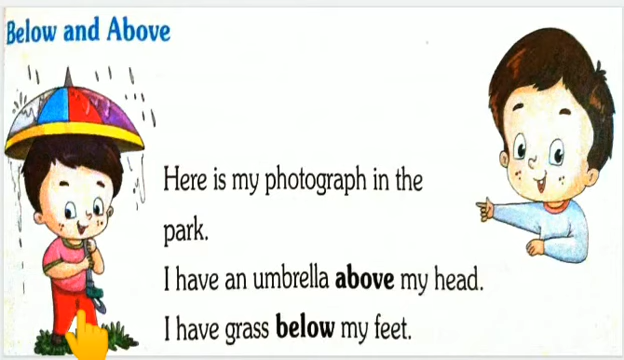 Below and Above
Here is my photograph in the
park.
I have an umbrella above my head.
I have grass below my feet.